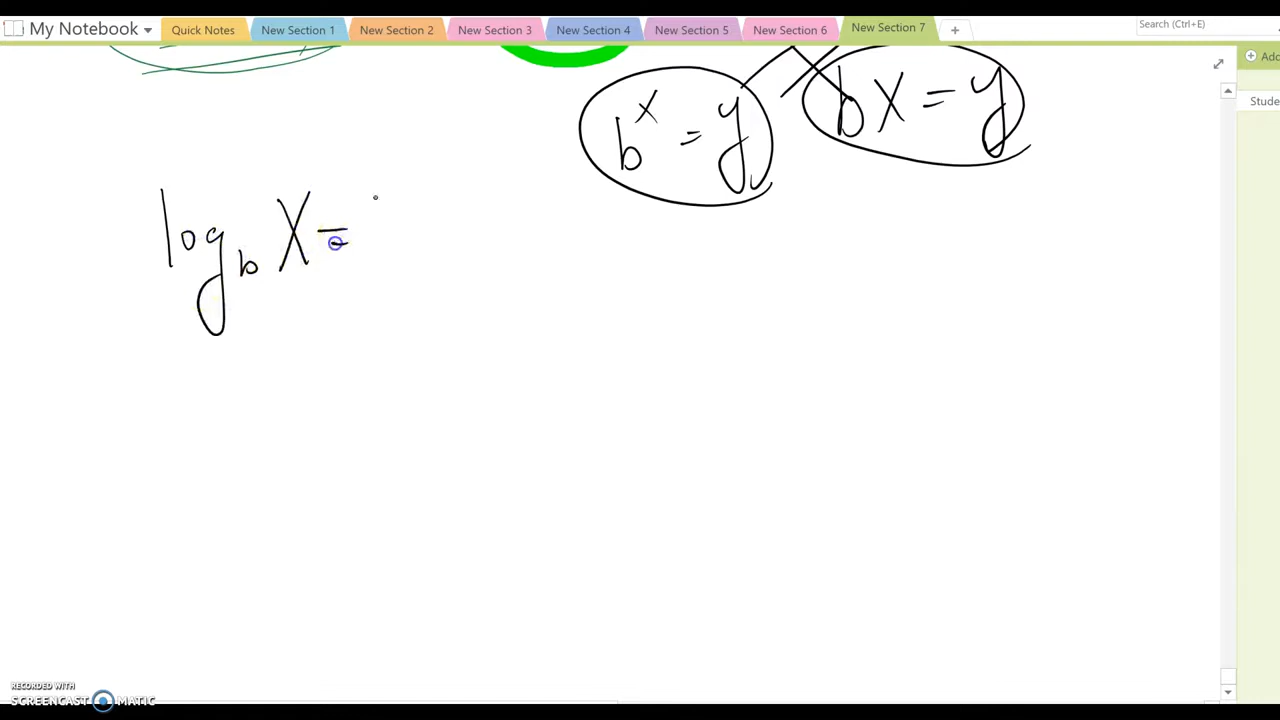 My Notebook Quick Notes New Section 1 New Section 2 New Section 3 New Section 4 New Section 5 New Section 6 New Section 7 + Search (Ctrl+E)
b^x = y bx = y
log_b x =
RECORDED WITH
SCREENCAST MATIC